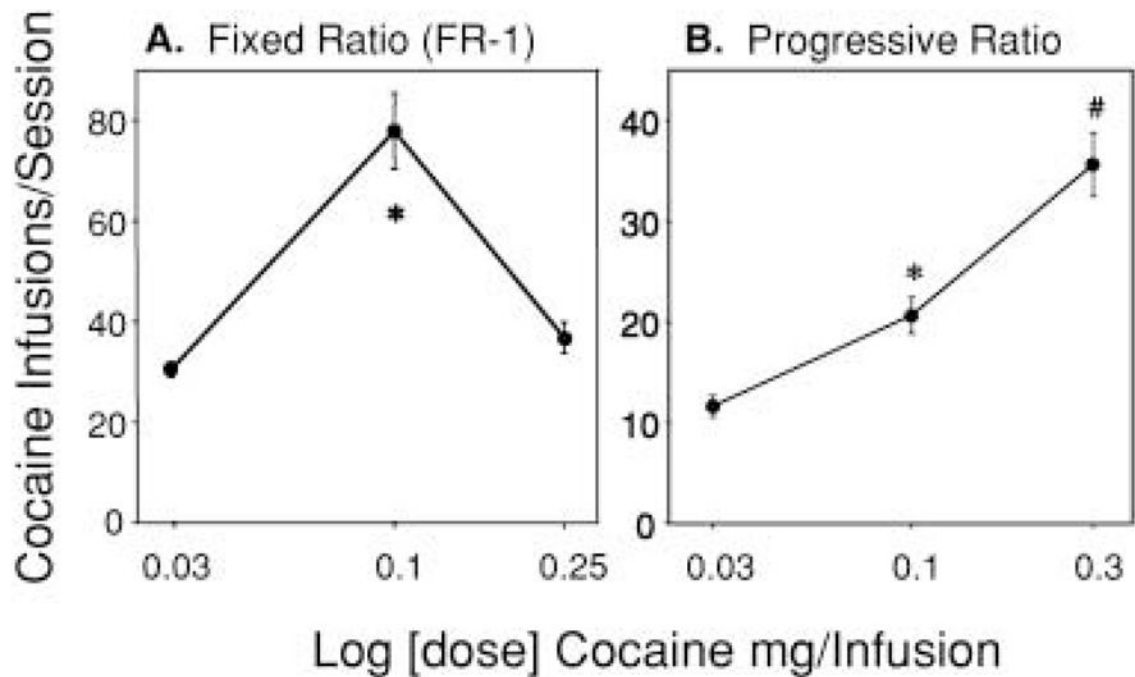 A. Fixed Ratio (FR-1)
B. Progressive Ratio
Cocaine Infusions/Session
80
60
40
20
0
*
0.03 0.1 0.25
40
30
20
10
0
*
#
0.03 0.1 0.3
Log [dose] Cocaine mg/Infusion